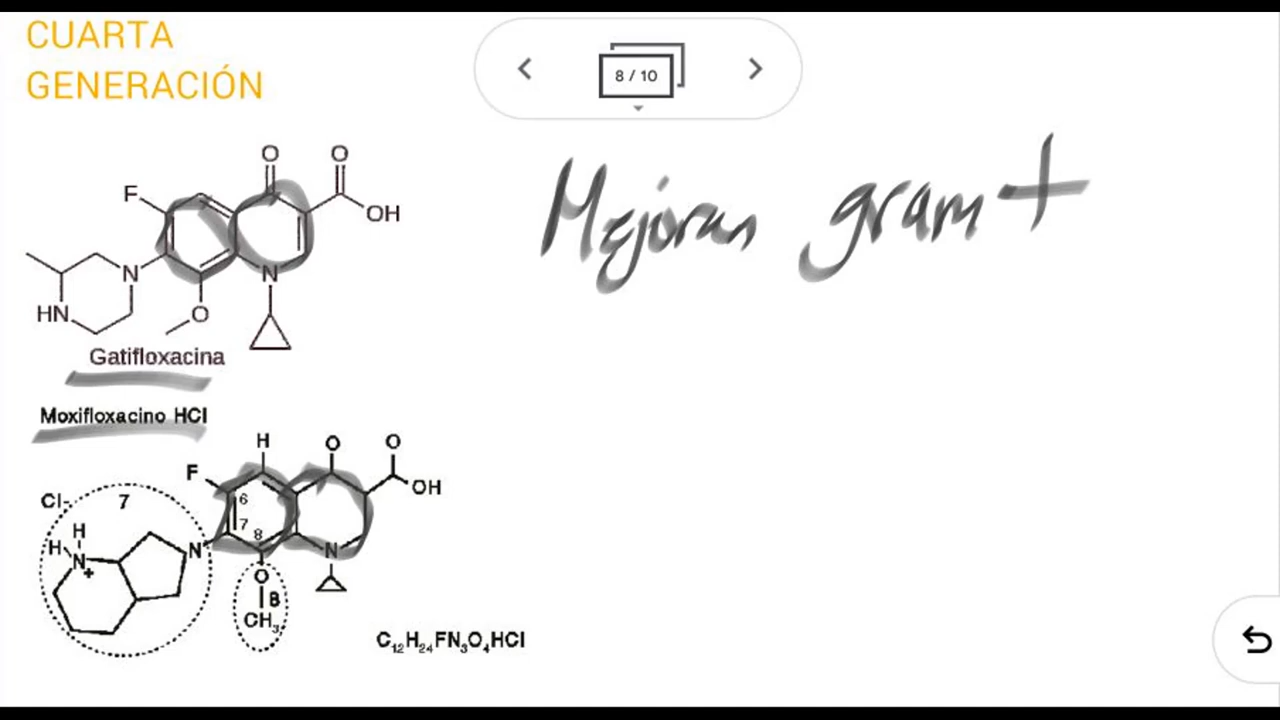 CUARTA
GENERACIÓN
8 / 10
Mejoran gram +
O O
F
OH
N
N
HN
O
Gatifloxacina
Moxifloxacino HCl
H O O
F
OH
Cl-
7
6
7
8
H
H N
+
N
N
O
8
CH3
C12H24FN3O4HCl